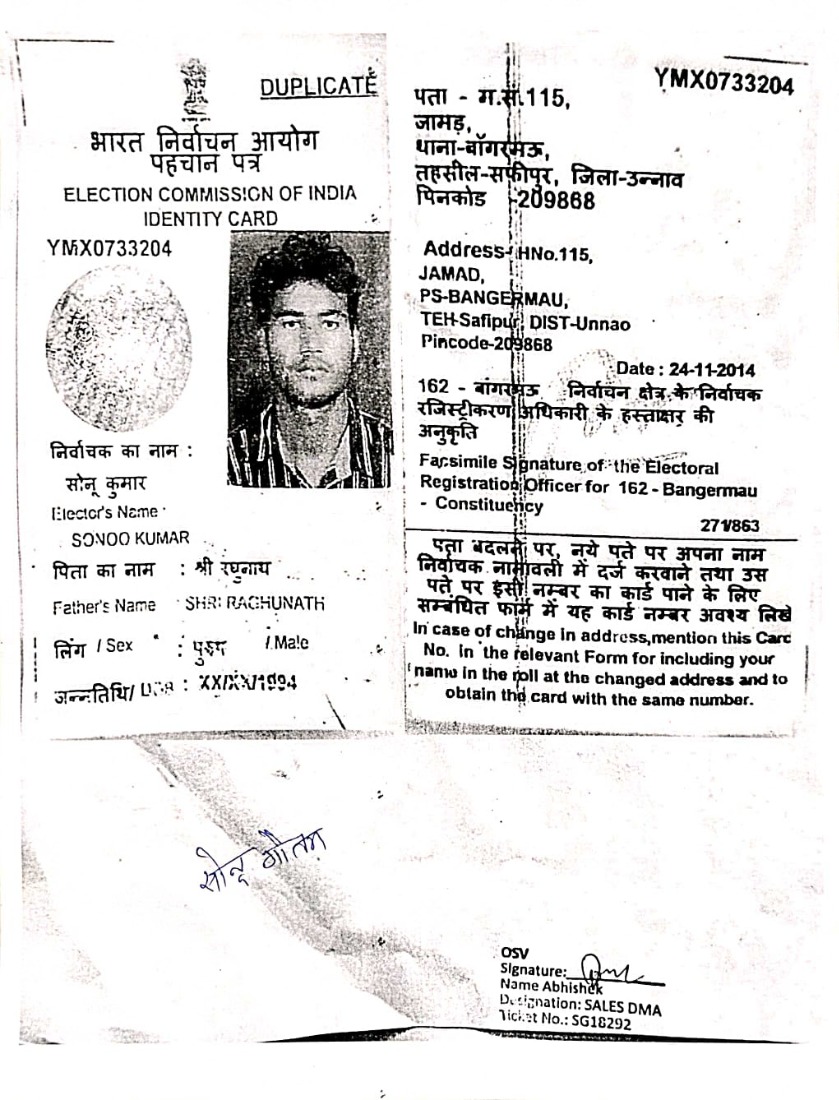 DUPLICATE
भारत निर्वाचन आयोग
पहचान पत्र
ELECTION COMMISSION OF INDIA
IDENTITY CARD
YMX0733204
निर्वाचक का नाम :
सोनू कुमार
Elector's Name :
SONOO KUMAR
पिता का नाम : श्री रघुनाथ
Father's Name SHRI RAGHUNATH
लिंग / Sex : पुरुष / Male
जन्मतिथि/ DOB : XX/XX/1994
YMX0733204
पता - म.सं.115,
जामड़,
थाना-बाँगरमऊ,
तहसील-सफीपुर, जिला-उन्नाव
पिनकोड -209868
Address- HNo.115,
JAMAD,
PS-BANGERMAU,
TEH-Safipur, DIST-Unnao
Pincode-209868
Date : 24-11-2014
162 - बांगरमऊ निर्वाचन क्षेत्र के निर्वाचक
रजिस्ट्रीकरण अधिकारी के हस्ताक्षर की
अनुकृति
Facsimile Signature of the Electoral
Registration Officer for 162 - Bangermau
- Constituency
271/863
पता बदलने पर, नये पते पर अपना नाम
निर्वाचक नामावली में दर्ज करवाने तथा उस
पते पर इसी नम्बर का कार्ड पाने के लिए
सम्बंधित फार्म में यह कार्ड नम्बर अवश्य लिखें
In case of change in address,mention this Card
No. in the relevant Form for including your
name in the roll at the changed address and to
obtain the card with the same number.
सोनू गौतम
OSV
Signature:
Name Abhishek
Designation: SALES DMA
Ticket No.: SG18292